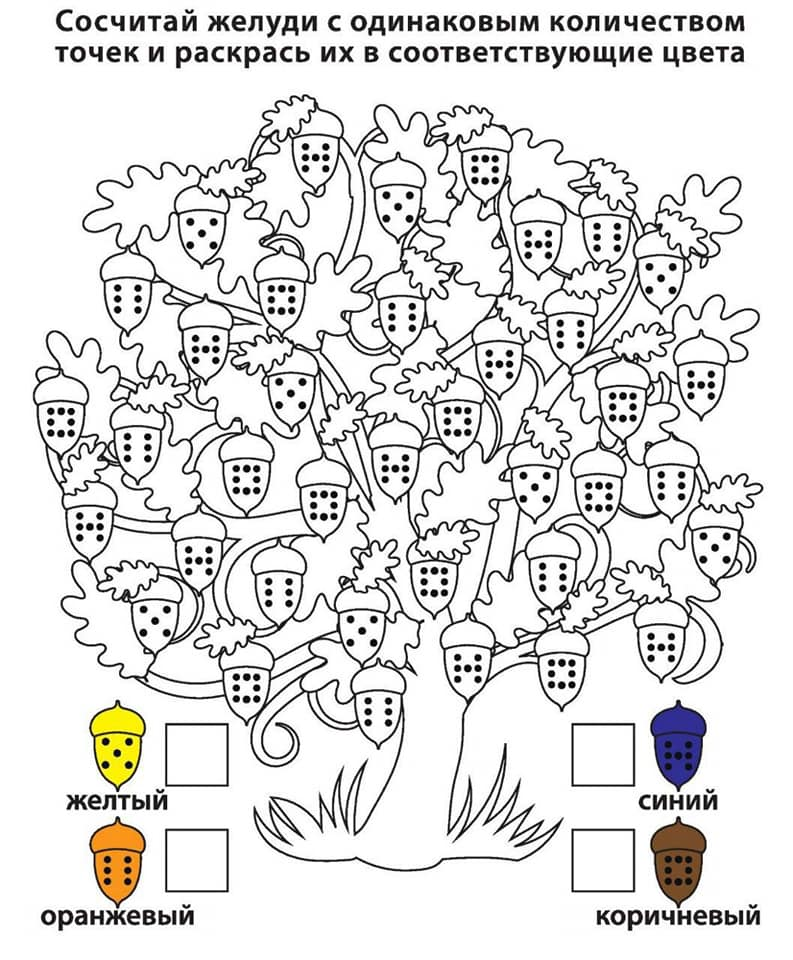 Сосчитай желуди с одинаковым количеством
точек и раскрась их в соответствующие цвета
желтый
синий
оранжевый
коричневый